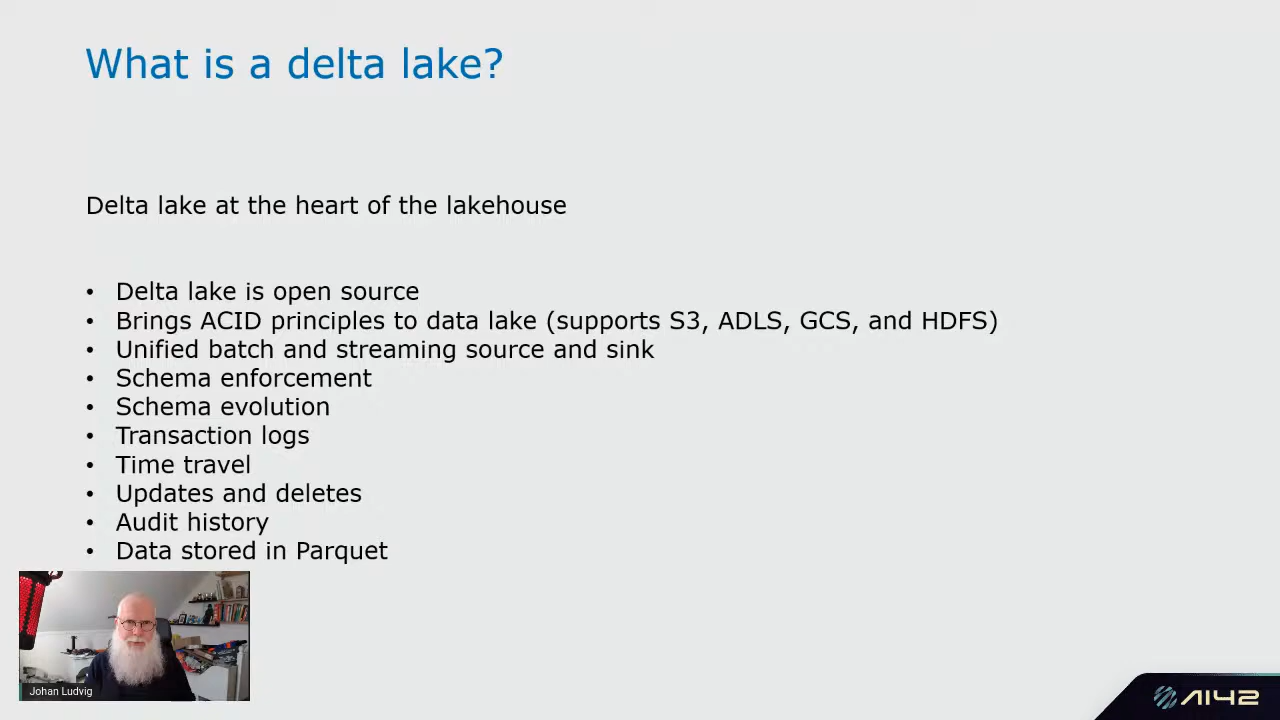 What is a delta lake?
Delta lake at the heart of the lakehouse
• Delta lake is open source
• Brings ACID principles to data lake (supports S3, ADLS, GCS, and HDFS)
• Unified batch and streaming source and sink
• Schema enforcement
• Schema evolution
• Transaction logs
• Time travel
• Updates and deletes
• Audit history
• Data stored in Parquet
Johan Ludvig
AI42